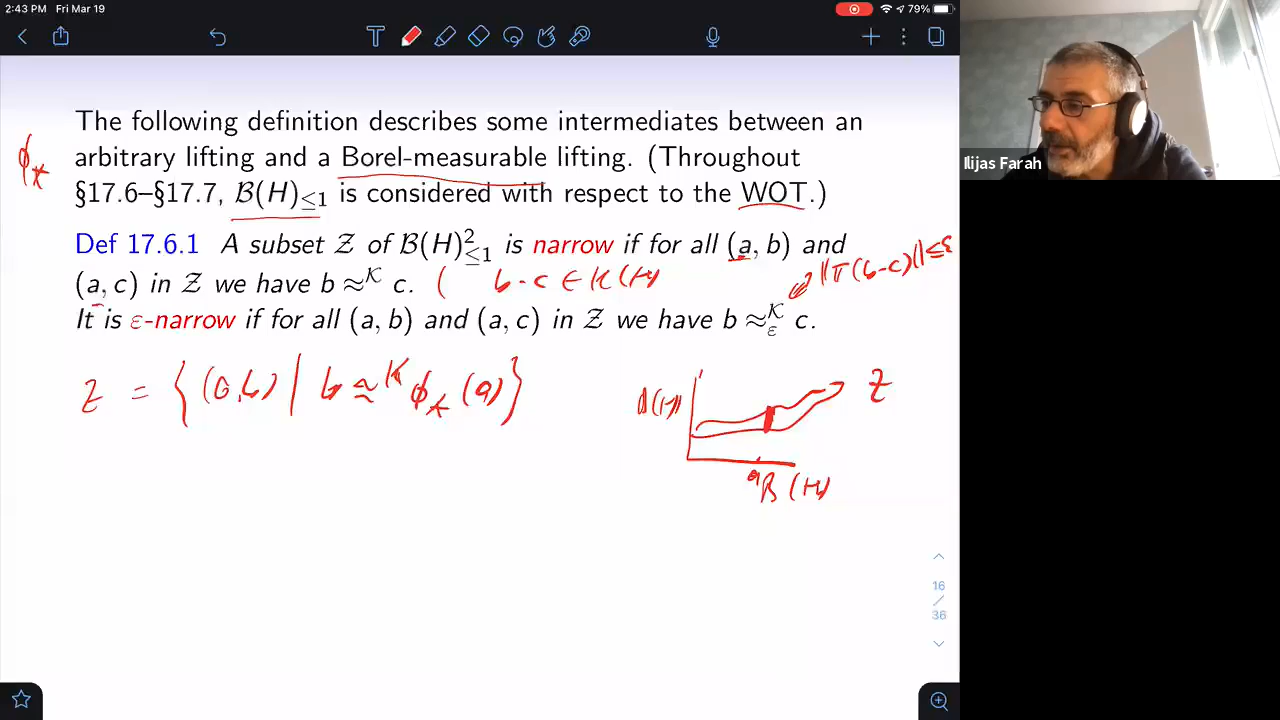 2:43 PM Fri Mar 19
79%
The following definition describes some intermediates between an
arbitrary lifting and a Borel-measurable lifting. (Throughout
§17.6–§17.7, 𝓑(H)≤1 is considered with respect to the WOT.)
ϕ⋆
Def 17.6.1 A subset 𝒵 of 𝓑(H)²≤1 is narrow if for all (a, b) and
(a, c) in 𝒵 we have b ≈^𝒦 c. ( b - c ∈ K(H)
‖π(b-c)‖ ≤ ε
It is ε-narrow if for all (a, b) and (a, c) in 𝒵 we have b ≈^𝒦_ε c.
Z = { (a,b) | b ≈^K ϕ⋆(a) }
Z
a
B(H)
16
/
36
Ilijas Farah